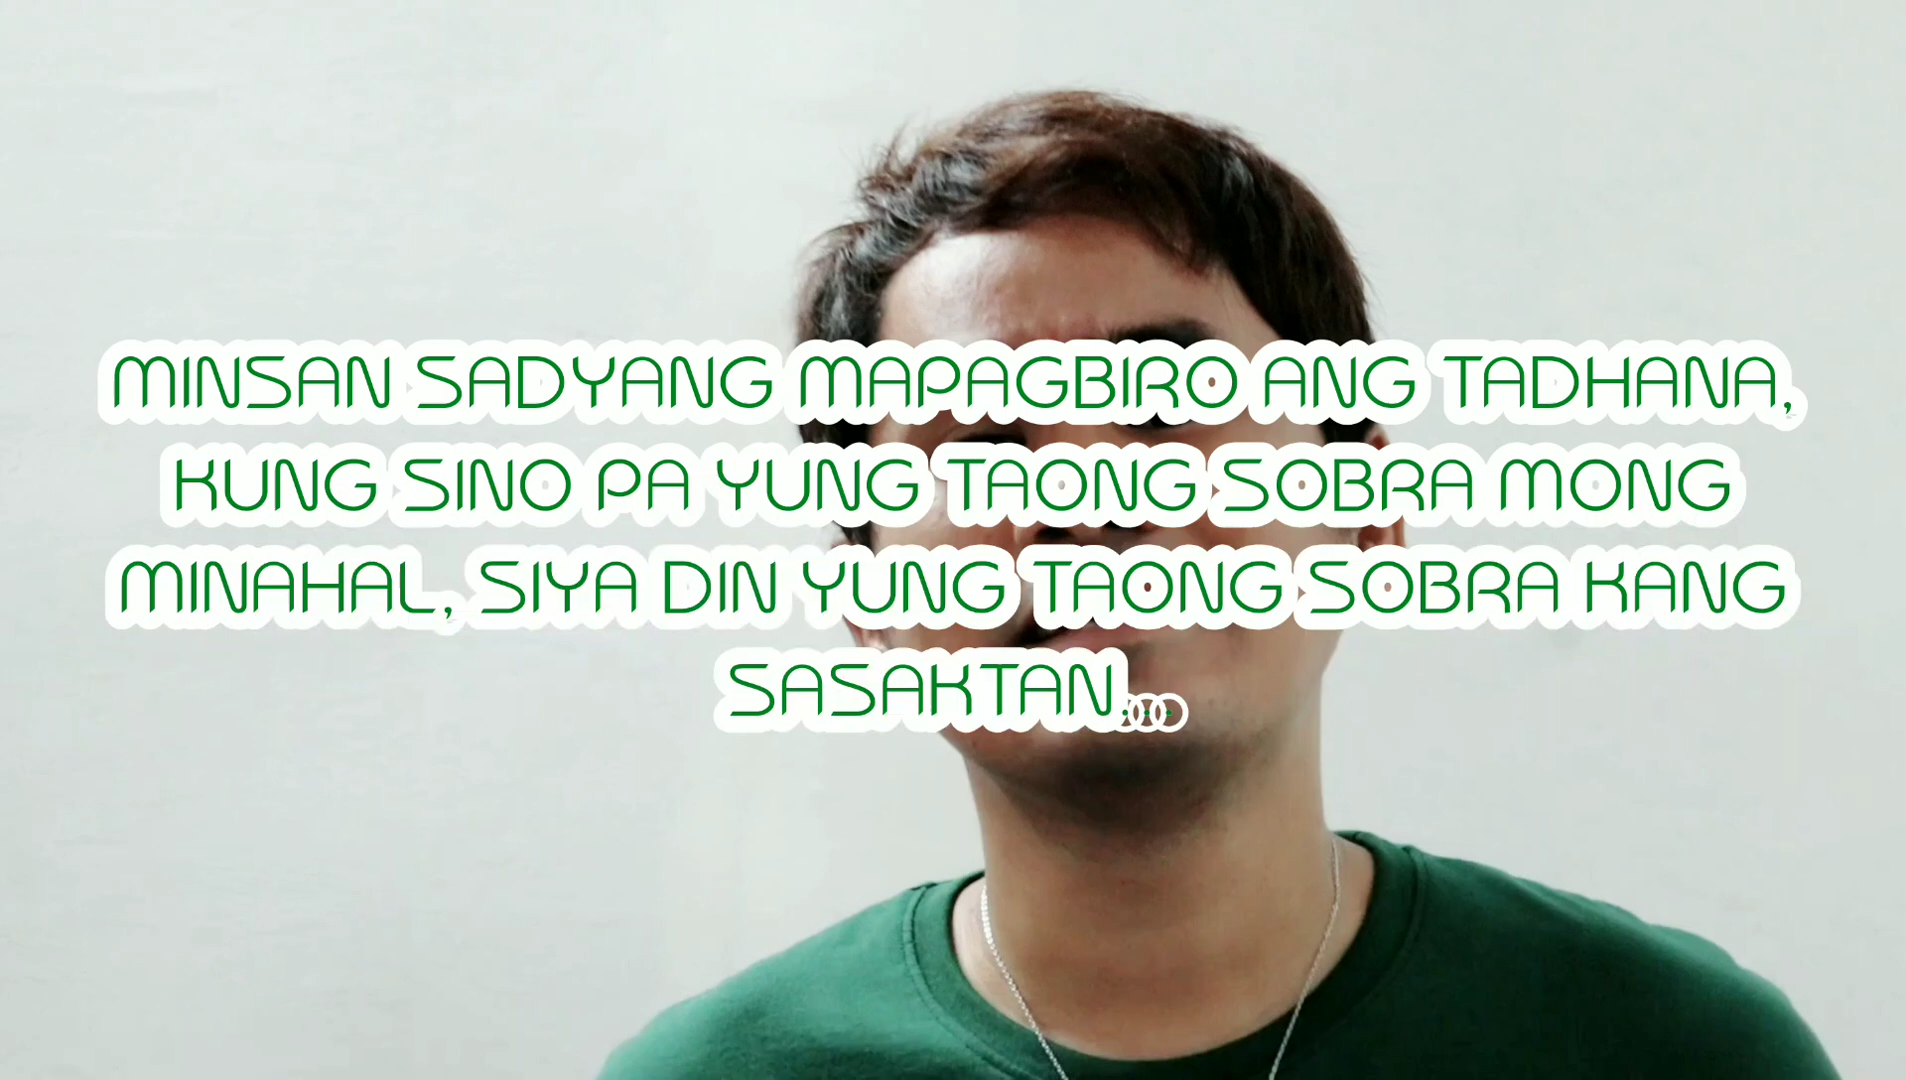 MINSAN SADYANG MAPAGBIRO ANG TADHANA,
KUNG SINO PA YUNG TAONG SOBRA MONG
MINAHAL, SIYA DIN YUNG TAONG SOBRA KANG
SASAKTAN....